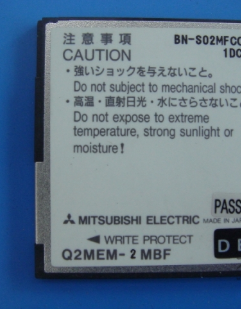 注意事項 BN-S02MFCC
CAUTION 1DC
・強いショックを与えないこと。
Do not subject to mechanical shoc
・高温・直射日光・水にさらさないこと
Do not expose to extreme
temperature, strong sunlight or
moisture!
PASS
MITSUBISHI ELECTRIC MADE IN JAP
◀ WRITE PROTECT
Q2MEM-2MBF